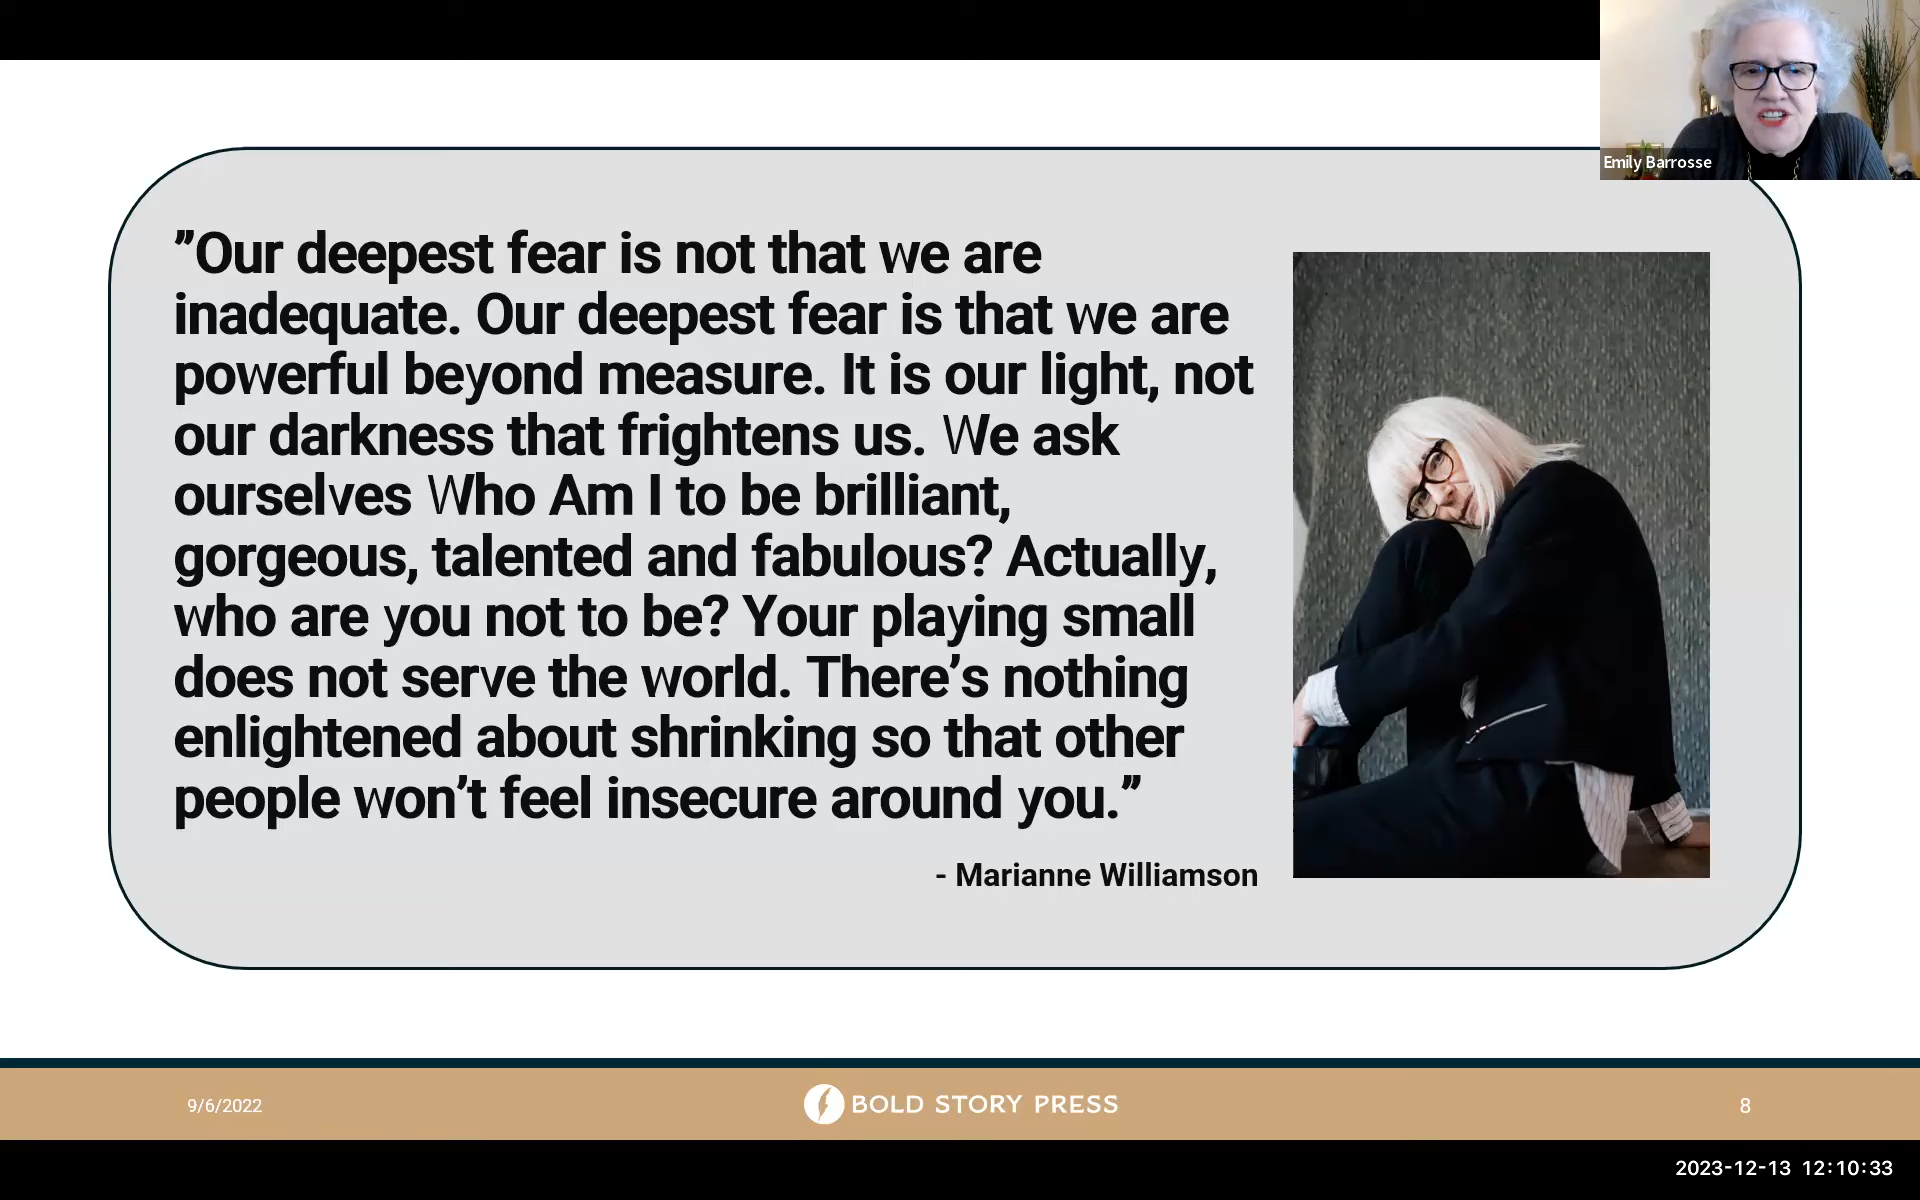 Emily Barrosse
”Our deepest fear is not that we are
inadequate. Our deepest fear is that we are
powerful beyond measure. It is our light, not
our darkness that frightens us. We ask
ourselves Who Am I to be brilliant,
gorgeous, talented and fabulous? Actually,
who are you not to be? Your playing small
does not serve the world. There’s nothing
enlightened about shrinking so that other
people won’t feel insecure around you.”
- Marianne Williamson
9/6/2022
BOLD STORY PRESS
8
2023-12-13 12:10:33